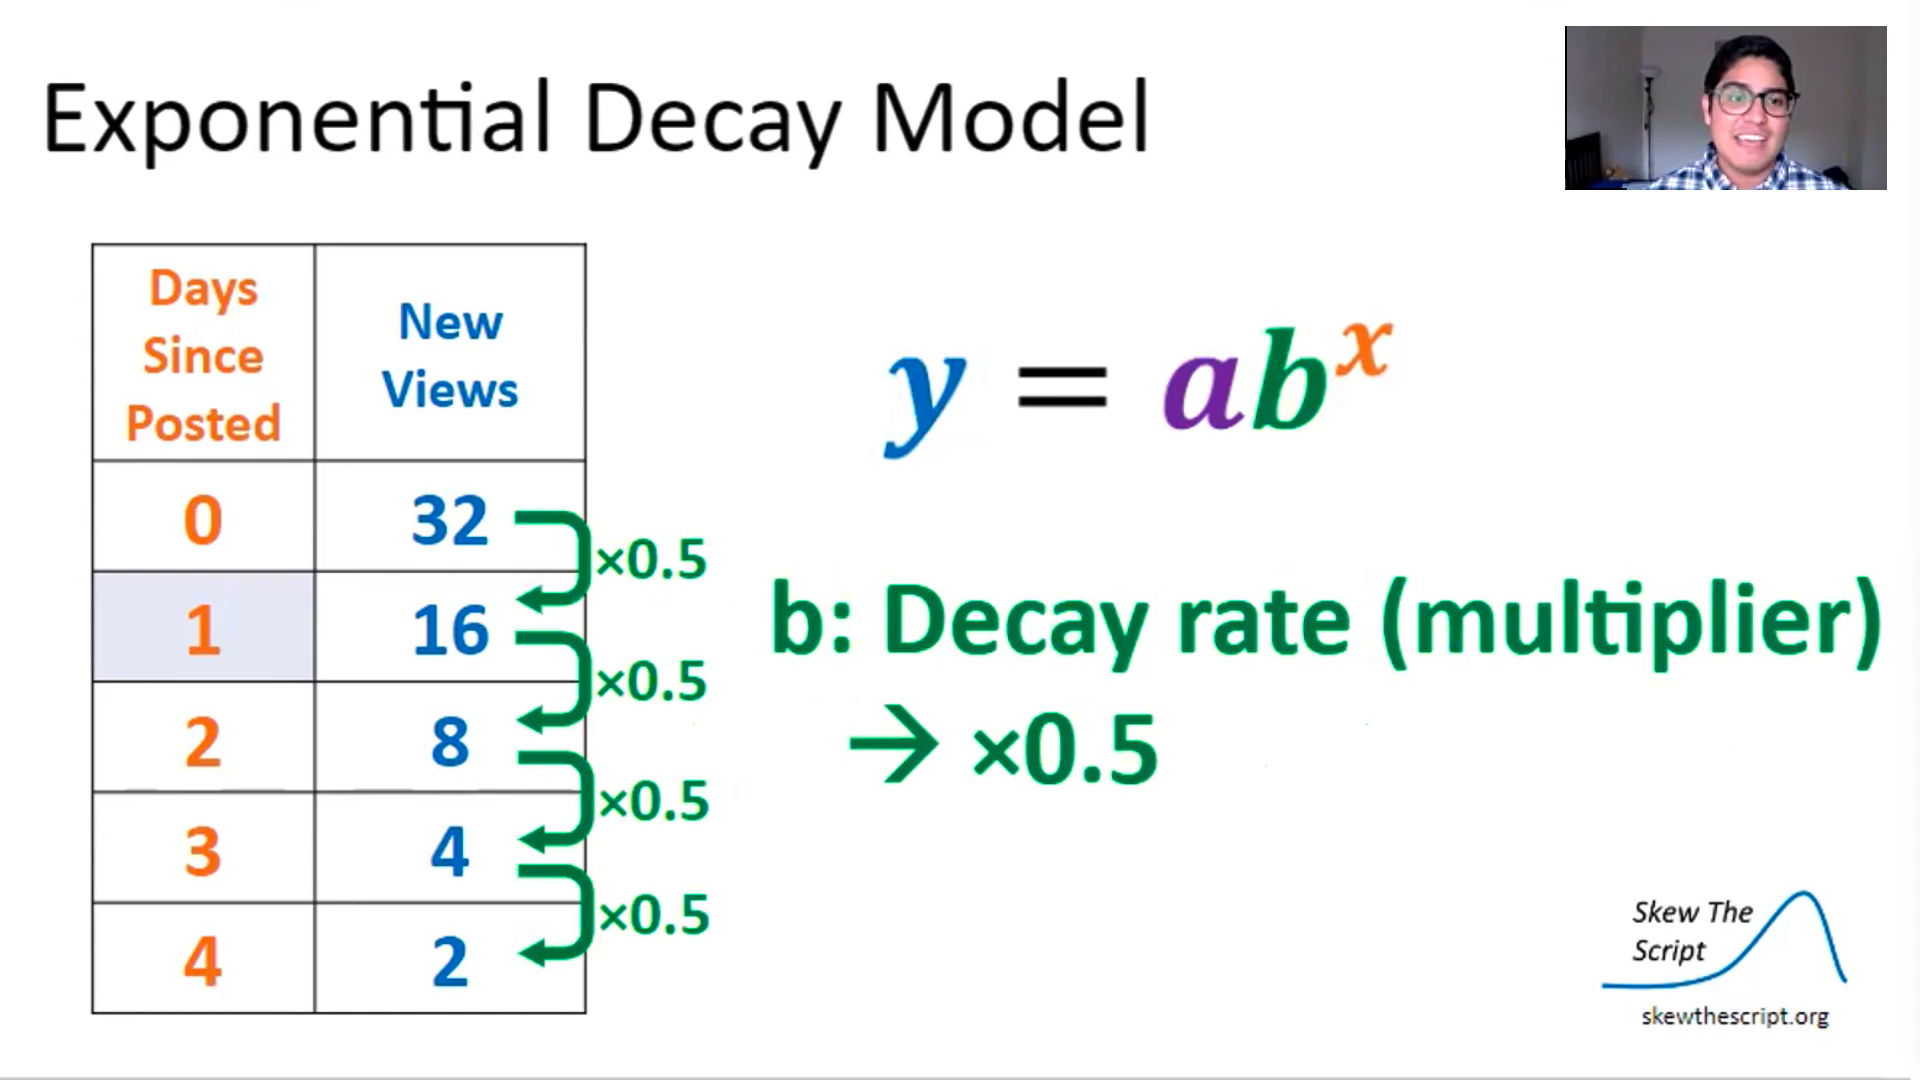 Exponential Decay Model
Days
Since
Posted
New
Views
0 32
×0.5
1 16
×0.5
2 8
×0.5
3 4
×0.5
4 2
y = abˣ
b: Decay rate (multiplier)
→ ×0.5
Skew The
Script
skewthescript.org